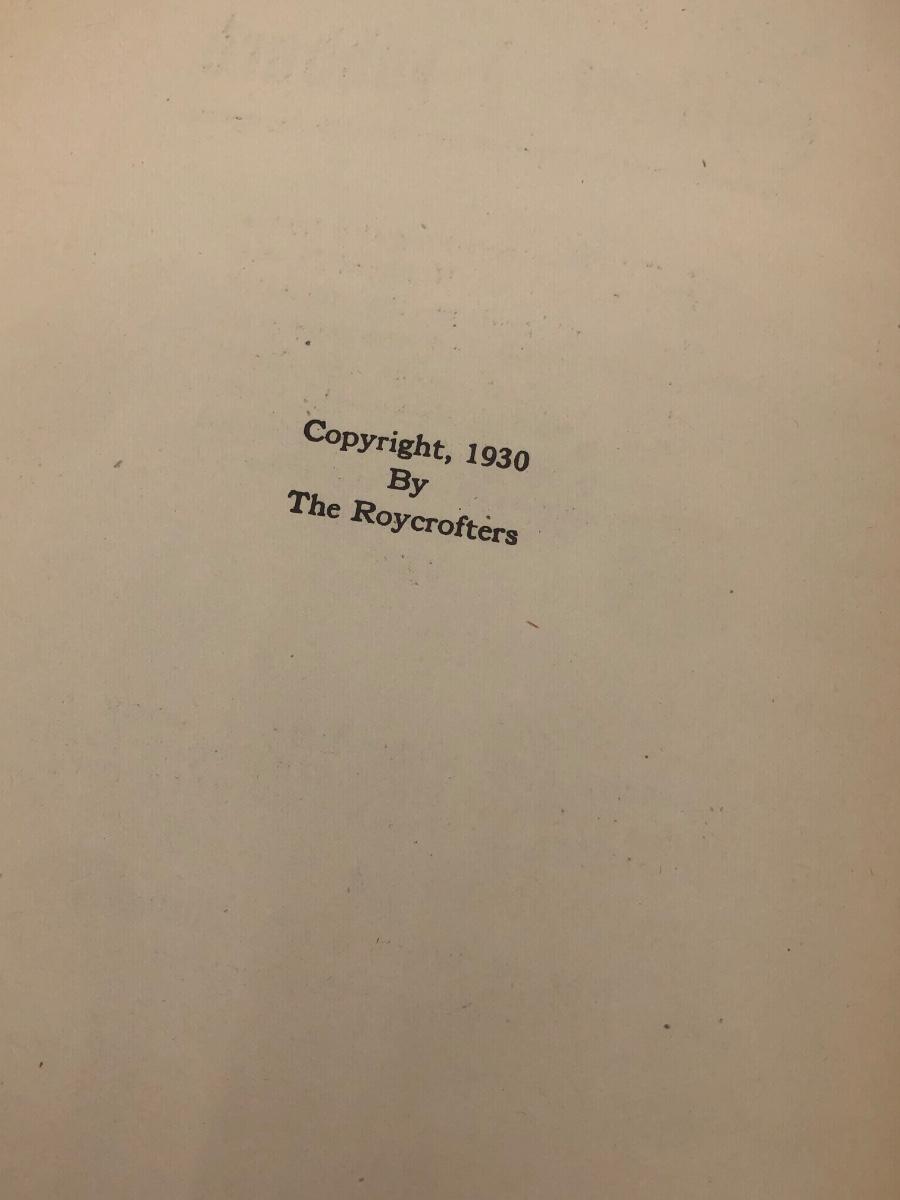 Copyright, 1930
By
The Roycrofters